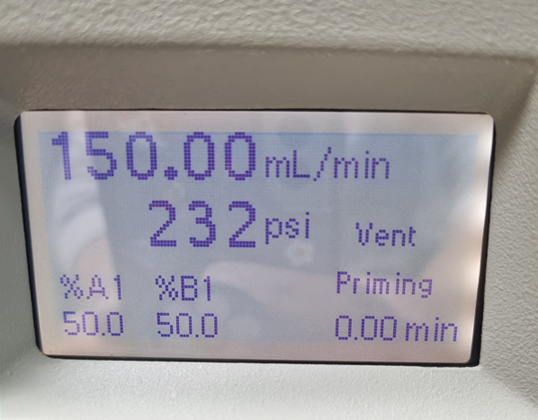 150.00 mL/min
232 psi Vent
%A1 %B1 Priming
50.0 50.0 0.00 min